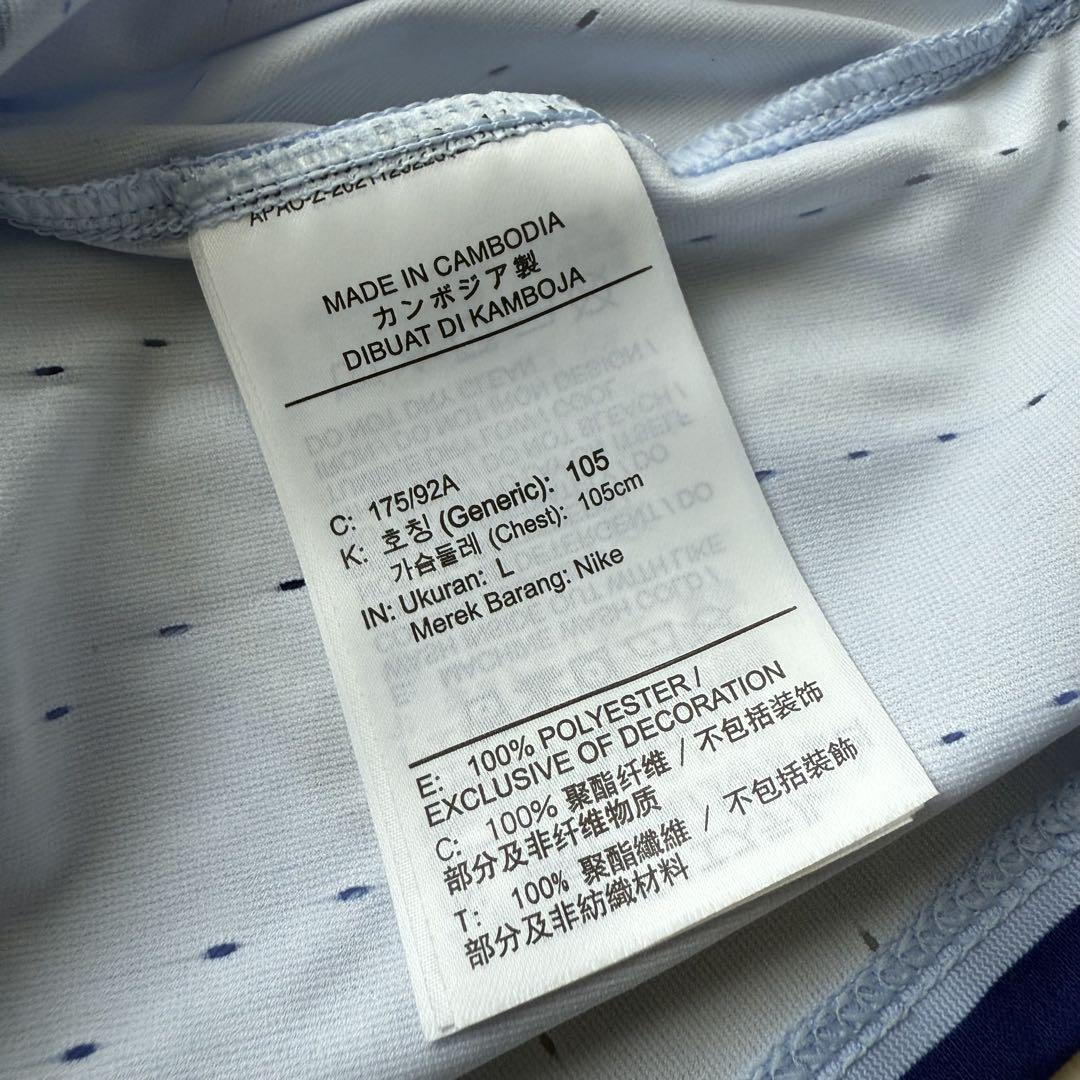 MADE IN CAMBODIA
カンボジア製
DIBUAT DI KAMBOJA
C: 175/92A
K: 호칭 (Generic): 105
가슴둘레 (Chest): 105cm
IN: Ukuran: L
Merek Barang: Nike
E: 100% POLYESTER /
EXCLUSIVE OF DECORATION
C: 100% 聚酯纤维 / 不包括装饰
部分及非纤维物质
T: 100% 聚酯纖維 / 不包括裝飾
部分及非紡織材料